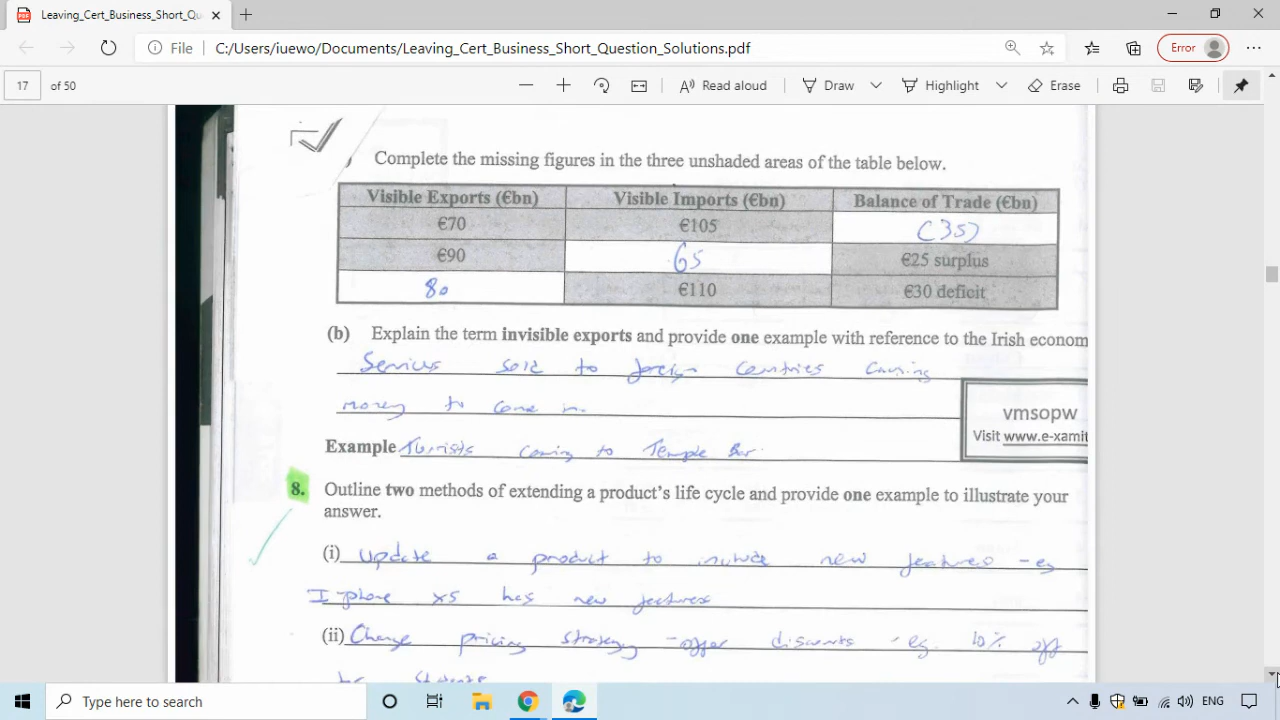 Leaving_Cert_Business_Short_Qu
File C:/Users/iuewo/Documents/Leaving_Cert_Business_Short_Question_Solutions.pdf Error
17 of 50 Read aloud Draw Highlight Erase
Complete the missing figures in the three unshaded areas of the table below.
Visible Exports (€bn) Visible Imports (€bn) Balance of Trade (€bn)
€70 €105 (35)
€90 65 €25 surplus
80 €110 €30 deficit
(b) Explain the term invisible exports and provide one example with reference to the Irish econom
Services sold to foreign countries causing
money to come in.
vmsopw
Visit www.e-xamit
Example Tourists coming to Temple Bar.
8. Outline two methods of extending a product's life cycle and provide one example to illustrate your
answer.
(i) Update a product to include new features - eg
I-phone XS has new features
(ii) Change pricing strategy - offer discounts - eg. 10% off
for students
Type here to search ENG